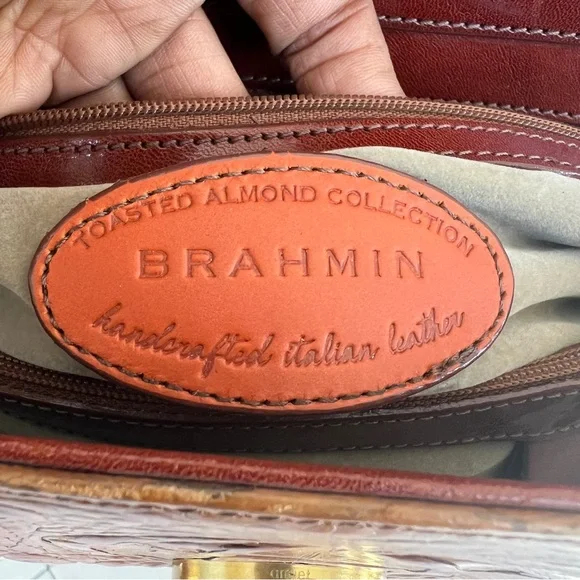 TOASTED ALMOND COLLECTION
BRAHMIN
handcrafted italian leather